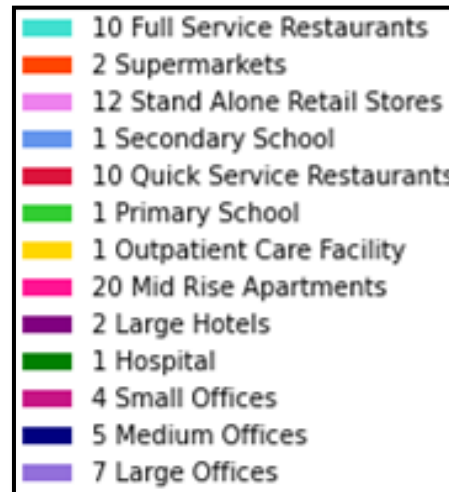 10 Full Service Restaurants
2 Supermarkets
12 Stand Alone Retail Stores
1 Secondary School
10 Quick Service Restaurants
1 Primary School
1 Outpatient Care Facility
20 Mid Rise Apartments
2 Large Hotels
1 Hospital
4 Small Offices
5 Medium Offices
7 Large Offices